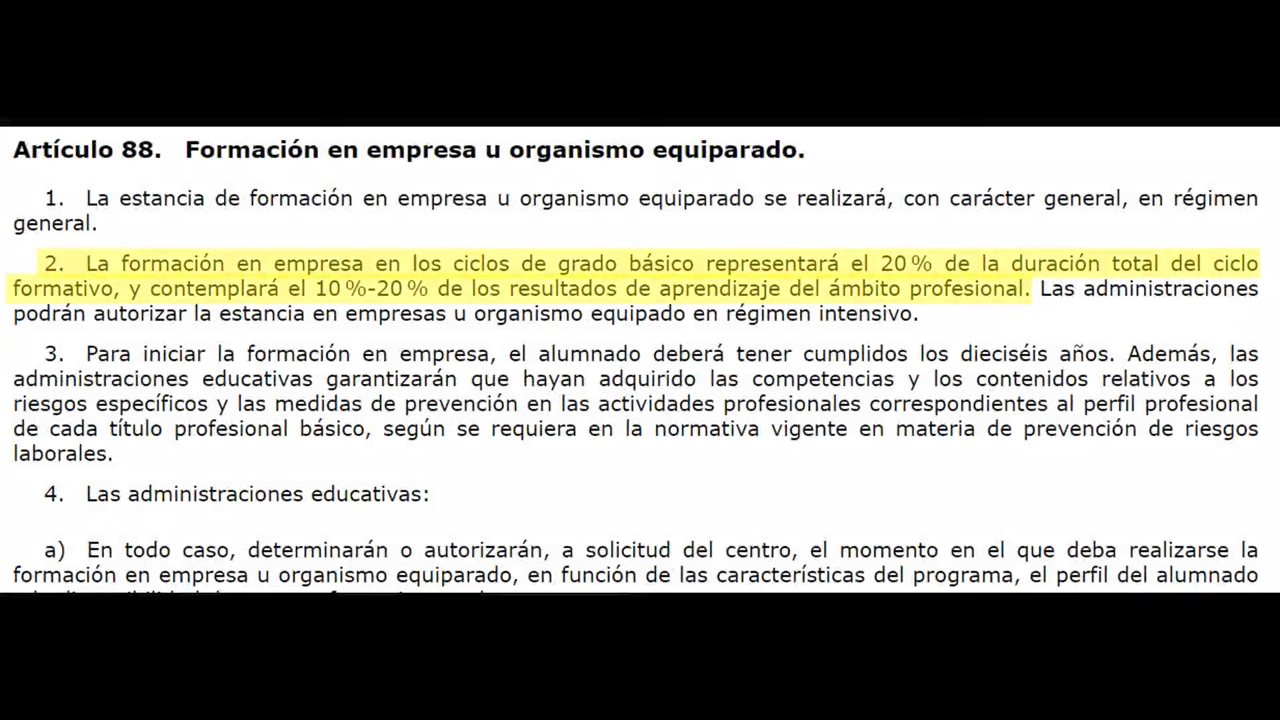 Artículo 88. Formación en empresa u organismo equiparado.
1. La estancia de formación en empresa u organismo equiparado se realizará, con carácter general, en régimen
general.
2. La formación en empresa en los ciclos de grado básico representará el 20 % de la duración total del ciclo
formativo, y contemplará el 10 %-20 % de los resultados de aprendizaje del ámbito profesional. Las administraciones
podrán autorizar la estancia en empresas u organismo equipado en régimen intensivo.
3. Para iniciar la formación en empresa, el alumnado deberá tener cumplidos los dieciséis años. Además, las
administraciones educativas garantizarán que hayan adquirido las competencias y los contenidos relativos a los
riesgos específicos y las medidas de prevención en las actividades profesionales correspondientes al perfil profesional
de cada título profesional básico, según se requiera en la normativa vigente en materia de prevención de riesgos
laborales.
4. Las administraciones educativas:
a) En todo caso, determinarán o autorizarán, a solicitud del centro, el momento en el que deba realizarse la
formación en empresa u organismo equiparado, en función de las características del programa, el perfil del alumnado